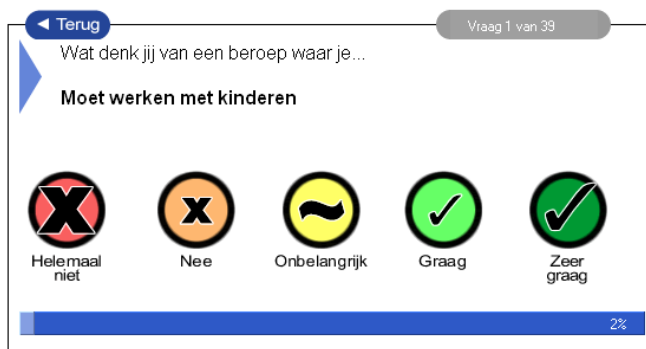 ◄ Terug
Vraag 1 van 39
Wat denk jij van een beroep waar je...
Moet werken met kinderen
Helemaal
niet
Nee
Onbelangrijk
Graag
Zeer
graag
2%